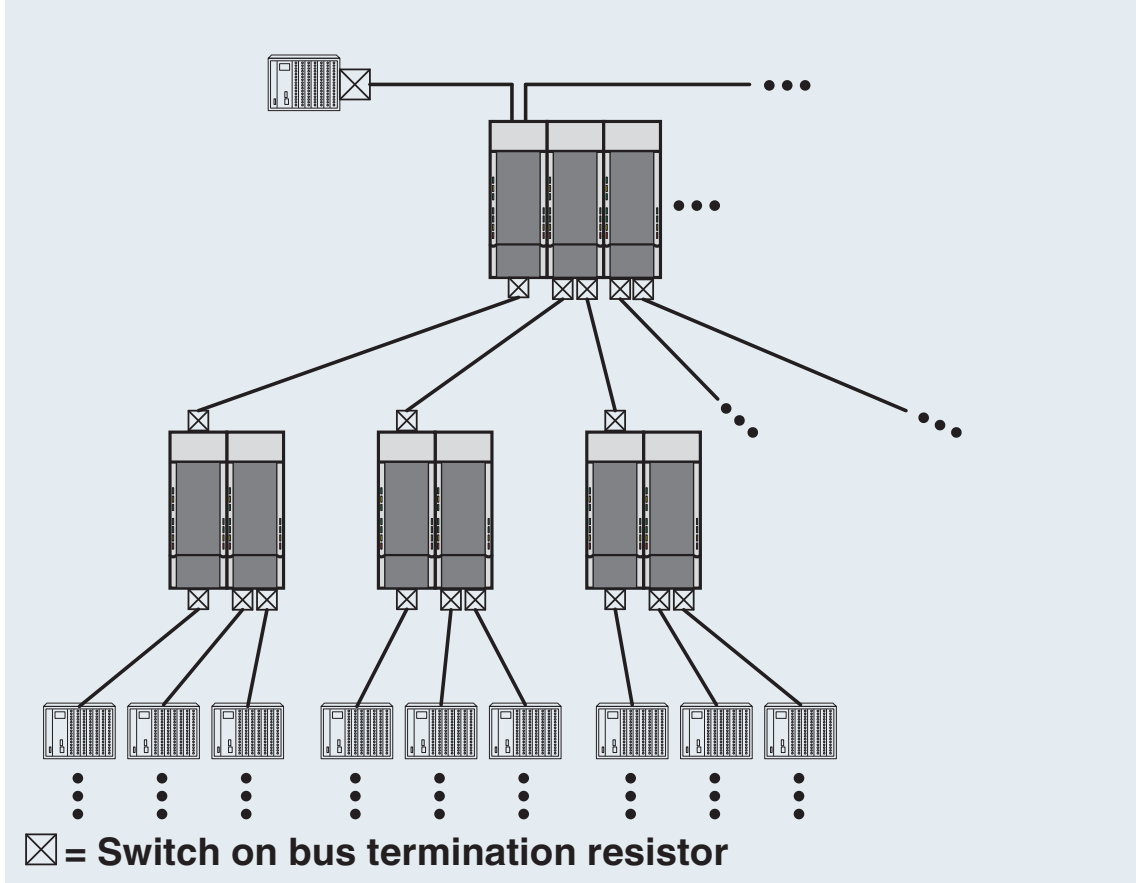 = Switch on bus termination resistor